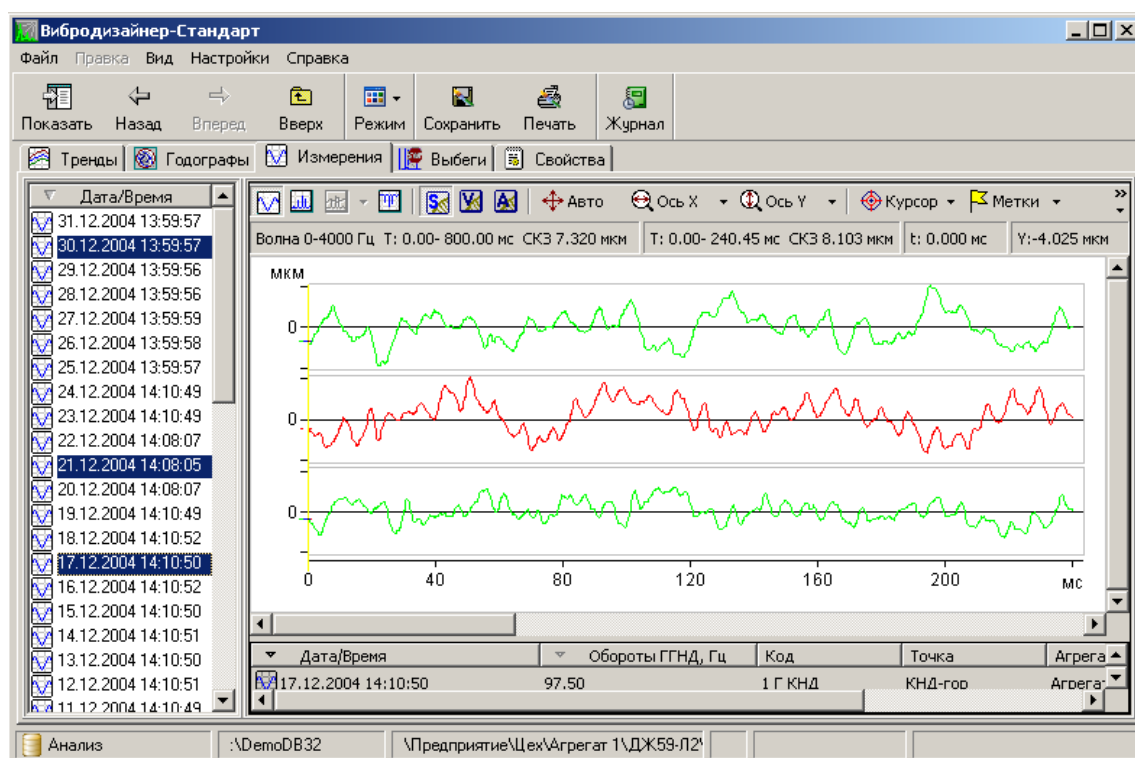 Вибродизайнер-Стандарт
Файл Правка Вид Настройки Справка
Показать Назад Вперед Вверх Режим Сохранить Печать Журнал
Тренды Годографы Измерения Выбеги Свойства
Дата/Время
31.12.2004 13:59:57
30.12.2004 13:59:57
29.12.2004 13:59:56
28.12.2004 13:59:56
27.12.2004 13:59:59
26.12.2004 13:59:58
25.12.2004 13:59:57
24.12.2004 14:10:49
23.12.2004 14:10:49
22.12.2004 14:08:07
21.12.2004 14:08:05
20.12.2004 14:08:07
19.12.2004 14:10:49
18.12.2004 14:10:52
17.12.2004 14:10:50
16.12.2004 14:10:52
15.12.2004 14:10:50
14.12.2004 14:10:51
13.12.2004 14:10:50
12.12.2004 14:10:51
11.12.2004 14:10:49
S V A Авто Ось X Ось Y Курсор Метки »
Волна 0-4000 Гц T: 0.00- 800.00 мс СКЗ 7.320 мкм T: 0.00- 240.45 мс СКЗ 8.103 мкм t: 0.000 мс Y:-4.025 мкм
мкм
0
0
0
0 40 80 120 160 200 мс
Дата/Время Обороты ГГНД, Гц Код Точка Агрега
17.12.2004 14:10:50 97.50 1 Г КНД КНД-гор Агрега
Анализ :\DemoDB32 \Предприятие\Цех\Агрегат 1\ДЖ59-Л2\